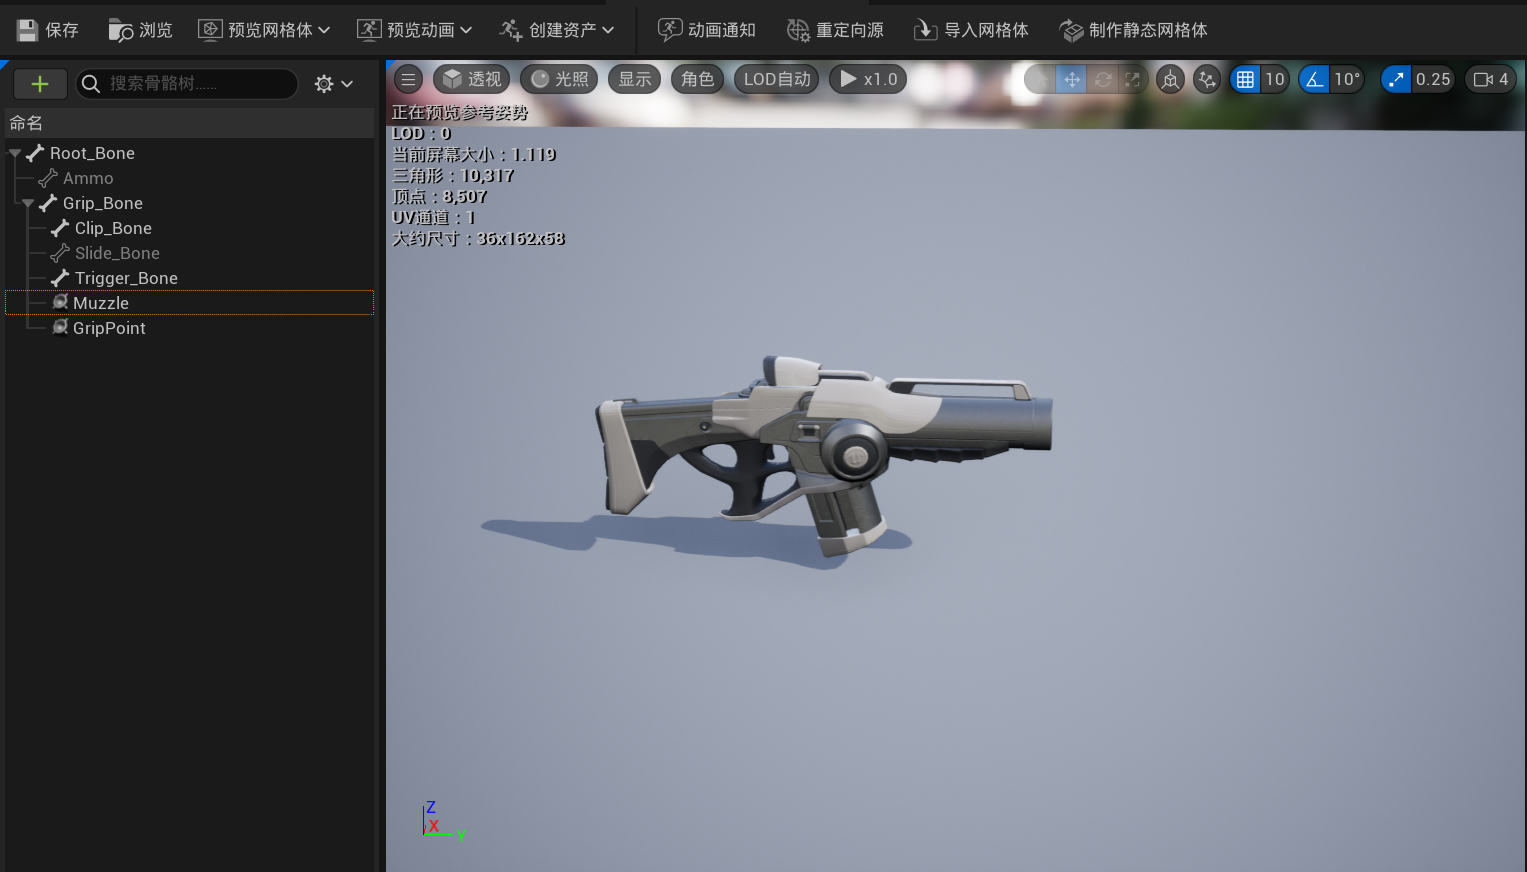 保存 浏览 预览网格体 预览动画 创建资产 动画通知 重定向源 导入网格体 制作静态网格体
搜索骨骼树......
命名
Root_Bone
Ammo
Grip_Bone
Clip_Bone
Slide_Bone
Trigger_Bone
Muzzle
GripPoint
透视 光照 显示 角色 LOD自动 x1.0 10 10° 0.25 4
正在预览参考姿势
LOD：0
当前屏幕大小：1.119
三角形：10,317
顶点：8,507
UV通道：1
大约尺寸：36x162x58
Z
X
Y